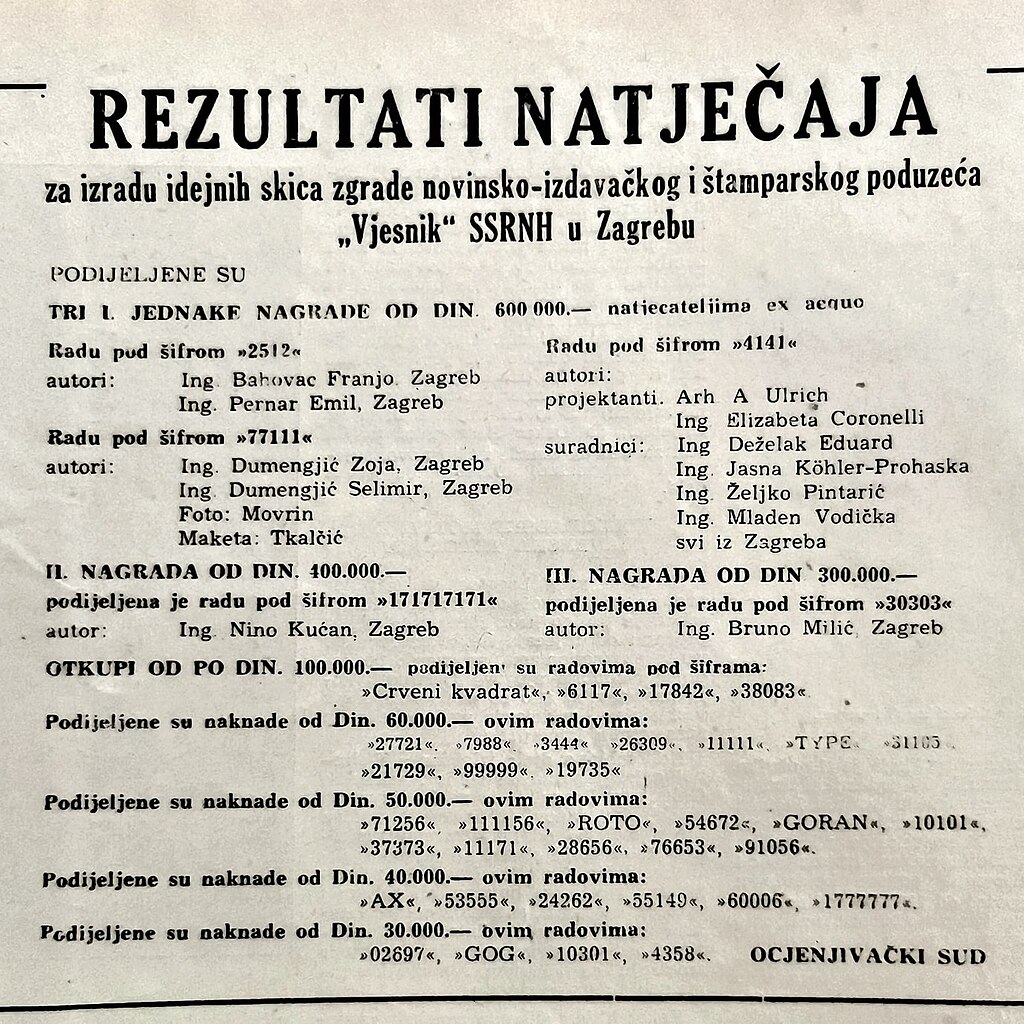 REZULTATI NATJEČAJA
za izradu idejnih skica zgrade novinsko-izdavačkog i štamparskog poduzeća
„Vjesnik“ SSRNH u Zagrebu
PODIJELJENE SU
TRI I. JEDNAKE NAGRADE OD DIN. 600 000.— natjecateljima ex aequo
Radu pod šifrom »2512«
autori: Ing. Bahovac Franjo. Zagreb
Ing. Pernar Emil, Zagreb
Radu pod šifrom »77111«
autori: Ing. Dumengjić Zoja, Zagreb
Ing. Dumengjić Selimir, Zagreb
Foto: Movrin
Maketa: Tkalčić
Radu pod šifrom »4141«
autori:
projektanti. Arh A Ulrich
Ing Elizabeta Coronelli
suradnici: Ing Deželak Eduard
Ing. Jasna Köhler-Prohaska
Ing. Željko Pintarić
Ing. Mladen Vodička
svi iz Zagreba
II. NAGRADA OD DIN. 400.000.—
podijeljena je radu pod šifrom »171717171«
autor: Ing. Nino Kućan, Zagreb
III. NAGRADA OD DIN 300.000.—
podijeljena je radu pod šifrom »30303«
autor: Ing. Bruno Milić, Zagreb
OTKUPI OD PO DIN. 100.000.— podijeljeni su radovima pod šiframa:
»Crveni kvadrat«, »6117«, »17842«, »38083«
Podijeljene su naknade od Din. 60.000.— ovim radovima:
»27721«, »7988« »3444« »26309«, »11111«, »TYPE«
»21729«, »99999«, »19735«
Podijeljene su naknade od Din. 50.000.— ovim radovima:
»71256«, »111156«, »ROTO«, »54672«, »GORAN«, »10101«,
»37373«, »11171«, »28656«, »76653«, »91056«.
Podijeljene su naknade od Din. 40.000.— ovim radovima:
»AX«, »53555«, »24262«, »55149«, »60006«, »1777777«.
Podijeljene su naknade od Din. 30.000.— ovim radovima:
»02697«, »GOG«, »10301«, »4358«.
OCJENJIVAČKI SUD